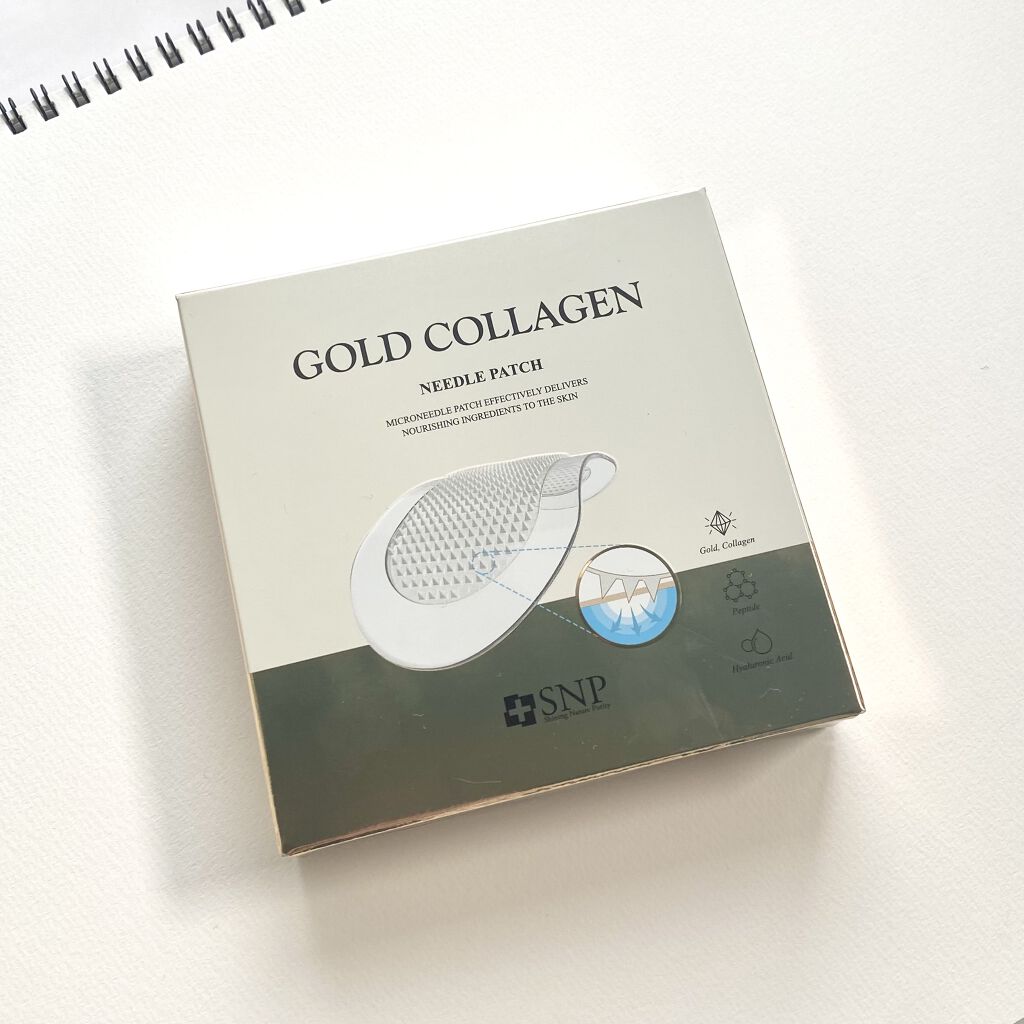 GOLD COLLAGEN
NEEDLE PATCH
MICRONEEDLE PATCH EFFECTIVELY DELIVERS
NOURISHING INGREDIENTS TO THE SKIN
Gold, Collagen
Peptide
Hyaluronic Acid
SNP
Shining Nature Purity